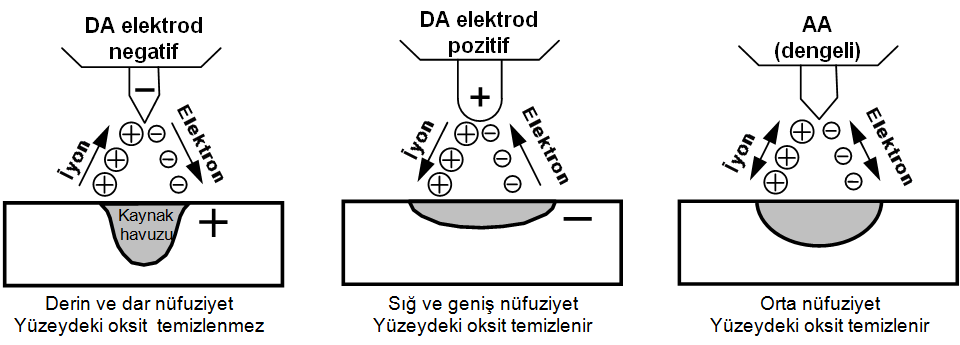 DA elektrod
negatif
−
İyon
Elektron
Kaynak
havuzu
+
Derin ve dar nüfuziyet
Yüzeydeki oksit temizlenmez
DA elektrod
pozitif
+
İyon
Elektron
−
Sığ ve geniş nüfuziyet
Yüzeydeki oksit temizlenir
AA
(dengeli)
İyon
Elektron
Orta nüfuziyet
Yüzeydeki oksit temizlenir